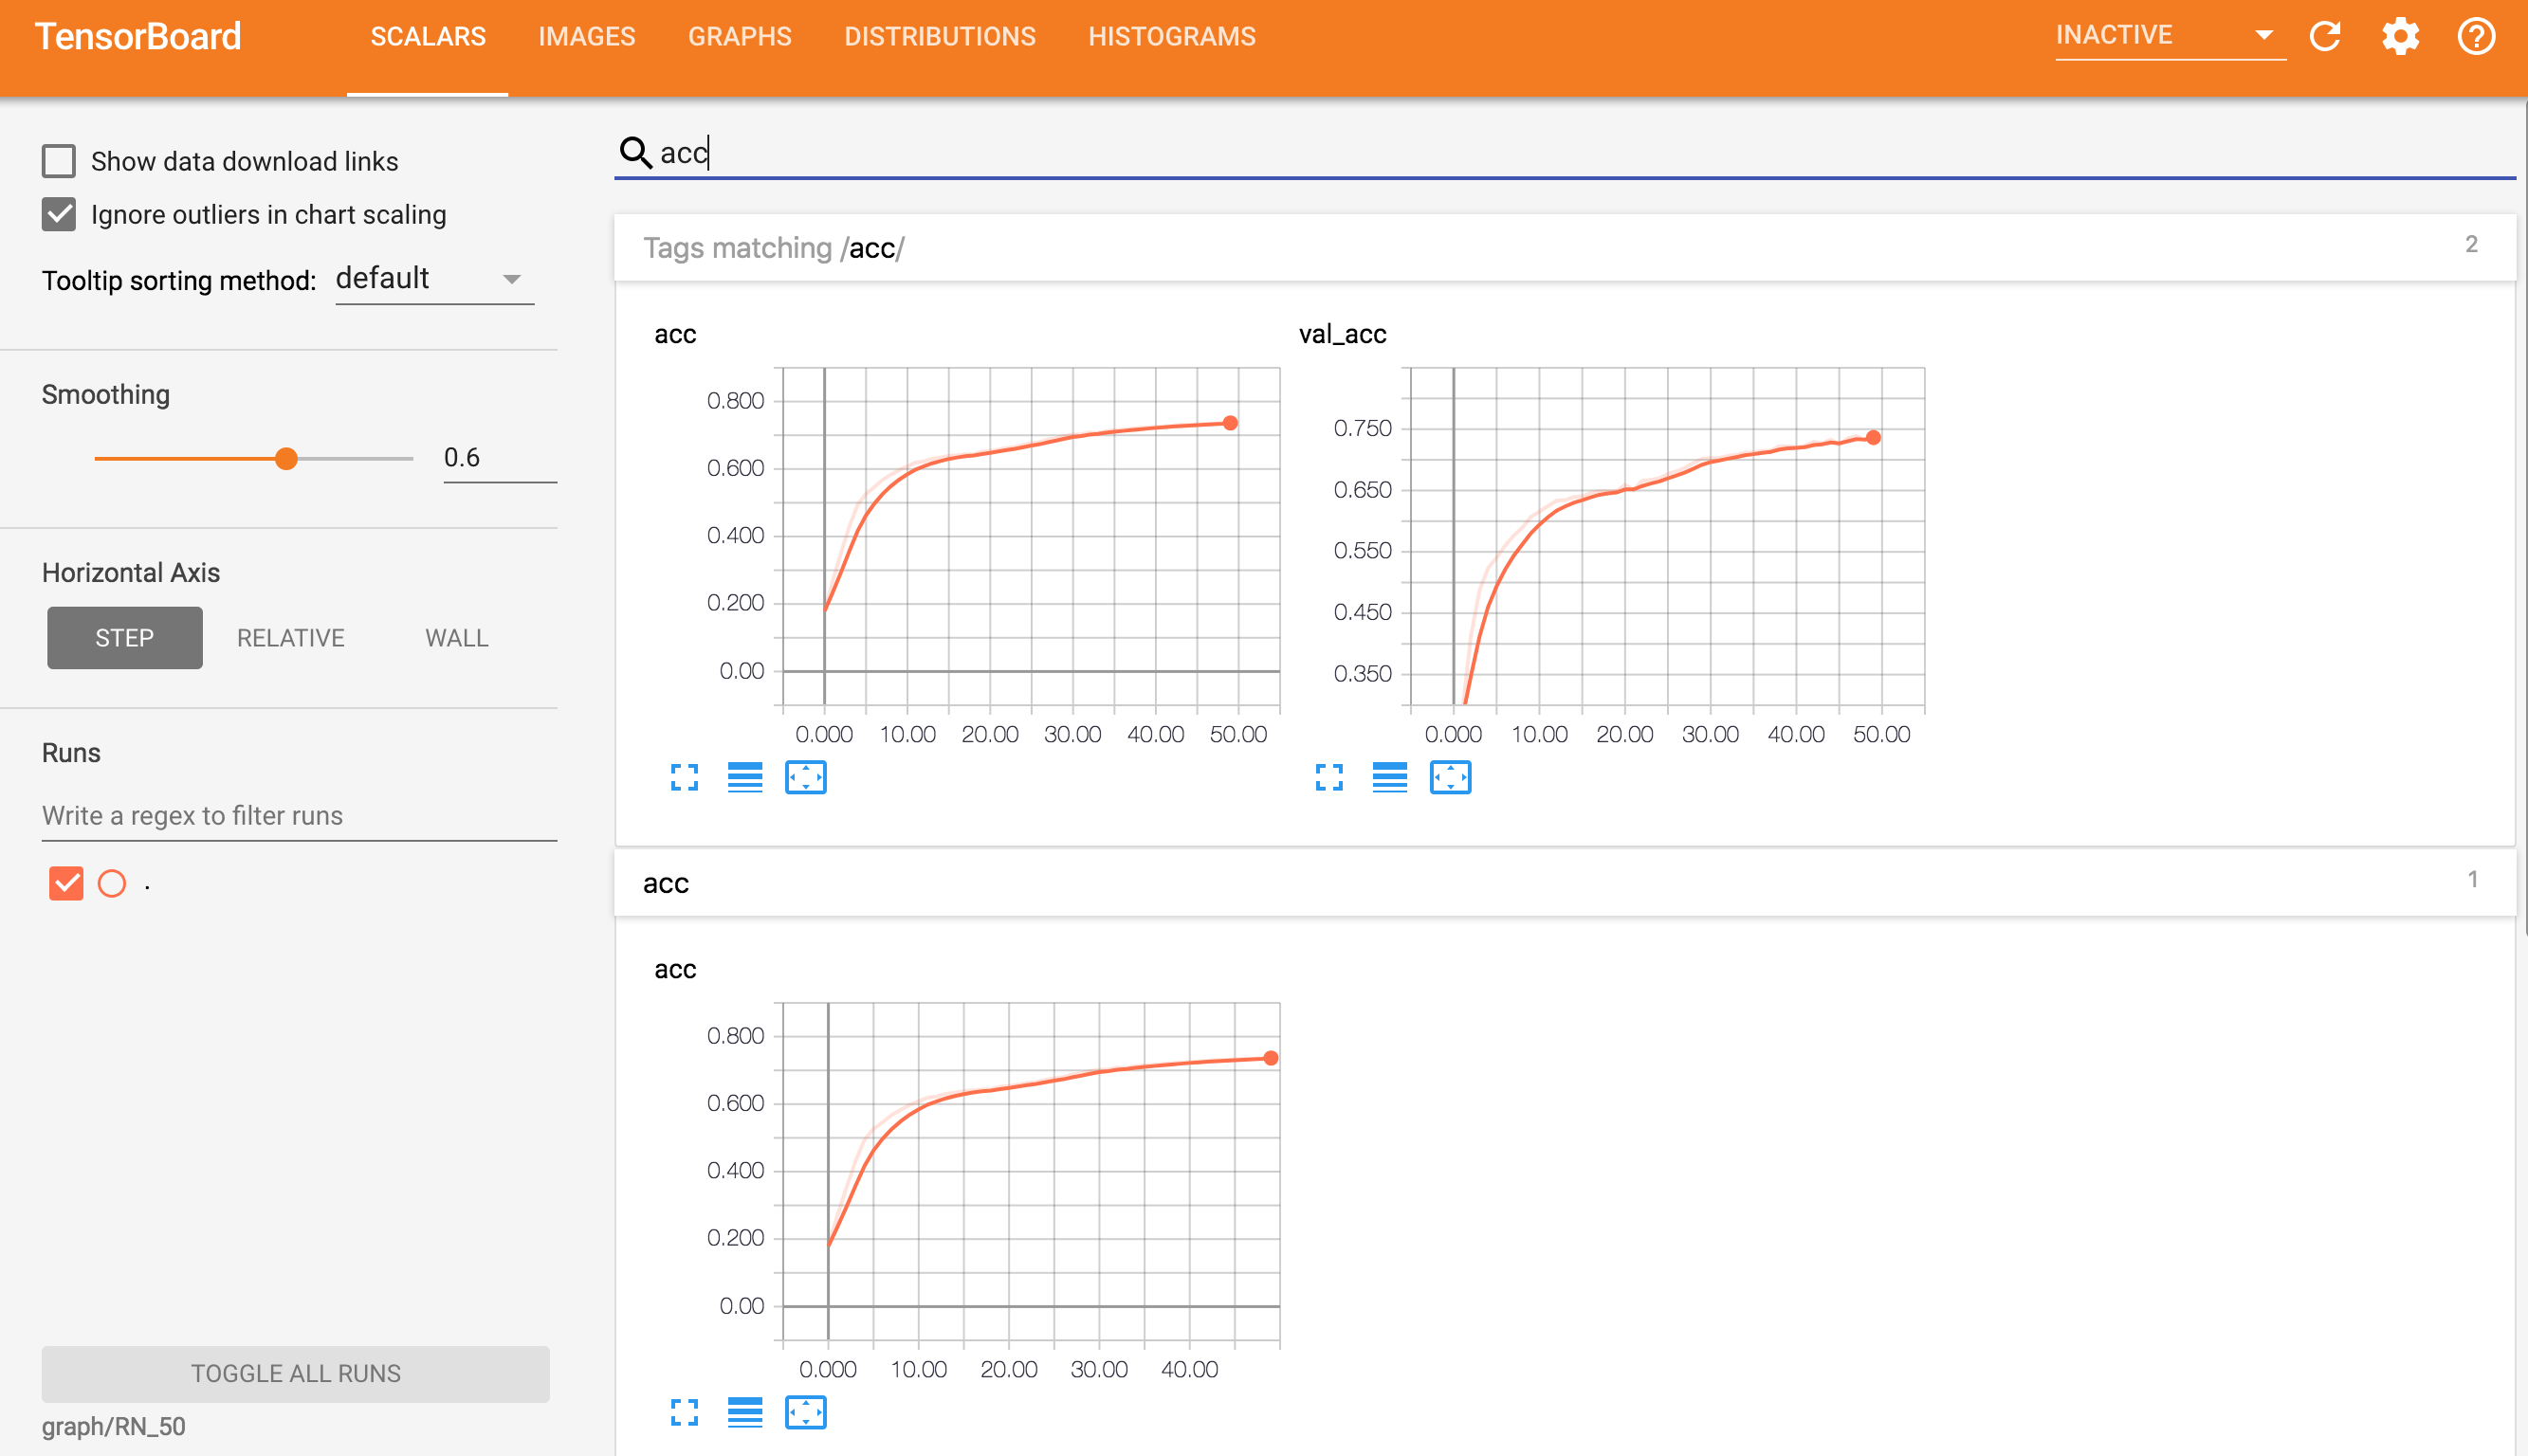 TensorBoard SCALARS IMAGES GRAPHS DISTRIBUTIONS HISTOGRAMS INACTIVE
Show data download links
Ignore outliers in chart scaling
Tooltip sorting method: default
Smoothing
0.6
Horizontal Axis
STEP RELATIVE WALL
Runs
Write a regex to filter runs
.
TOGGLE ALL RUNS
graph/RN_50
acc
Tags matching /acc/ 2
acc
0.800
0.600
0.400
0.200
0.00
0.000 10.00 20.00 30.00 40.00 50.00
val_acc
0.750
0.650
0.550
0.450
0.350
0.000 10.00 20.00 30.00 40.00 50.00
acc 1
acc
0.800
0.600
0.400
0.200
0.00
0.000 10.00 20.00 30.00 40.00